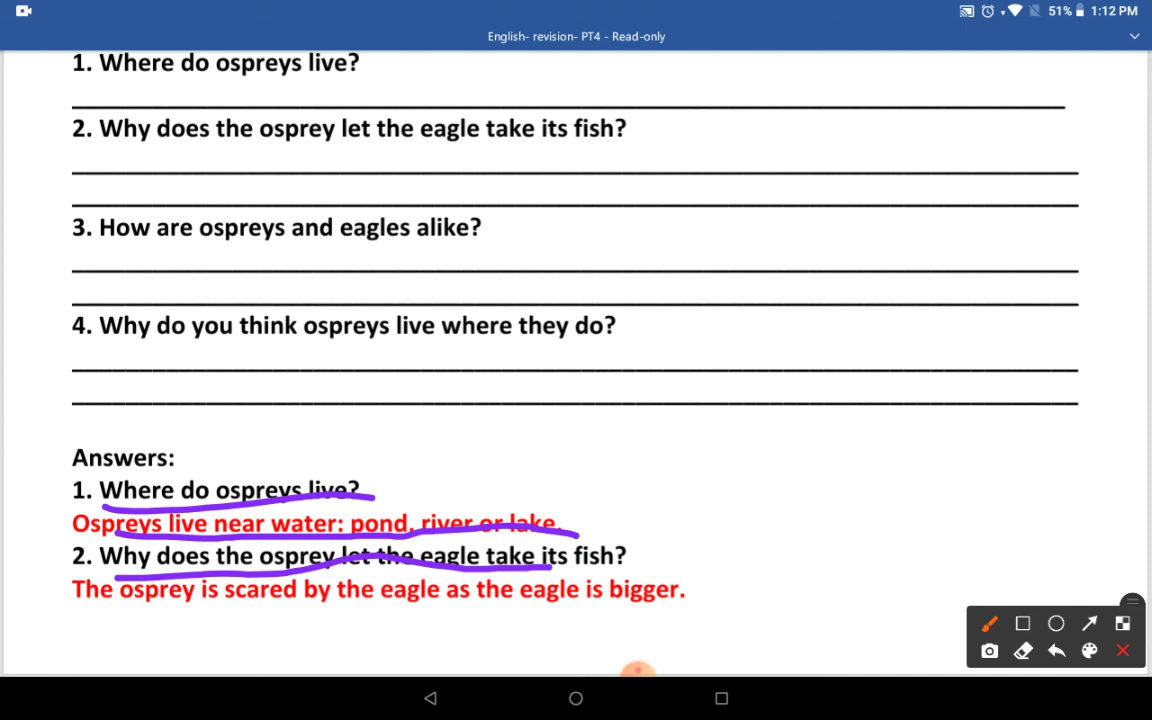 51% 1:12 PM
English- revision- PT4 - Read-only
1. Where do ospreys live?
2. Why does the osprey let the eagle take its fish?
3. How are ospreys and eagles alike?
4. Why do you think ospreys live where they do?
Answers:
1. Where do ospreys live?
Ospreys live near water: pond, river or lake.
2. Why does the osprey let the eagle take its fish?
The osprey is scared by the eagle as the eagle is bigger.